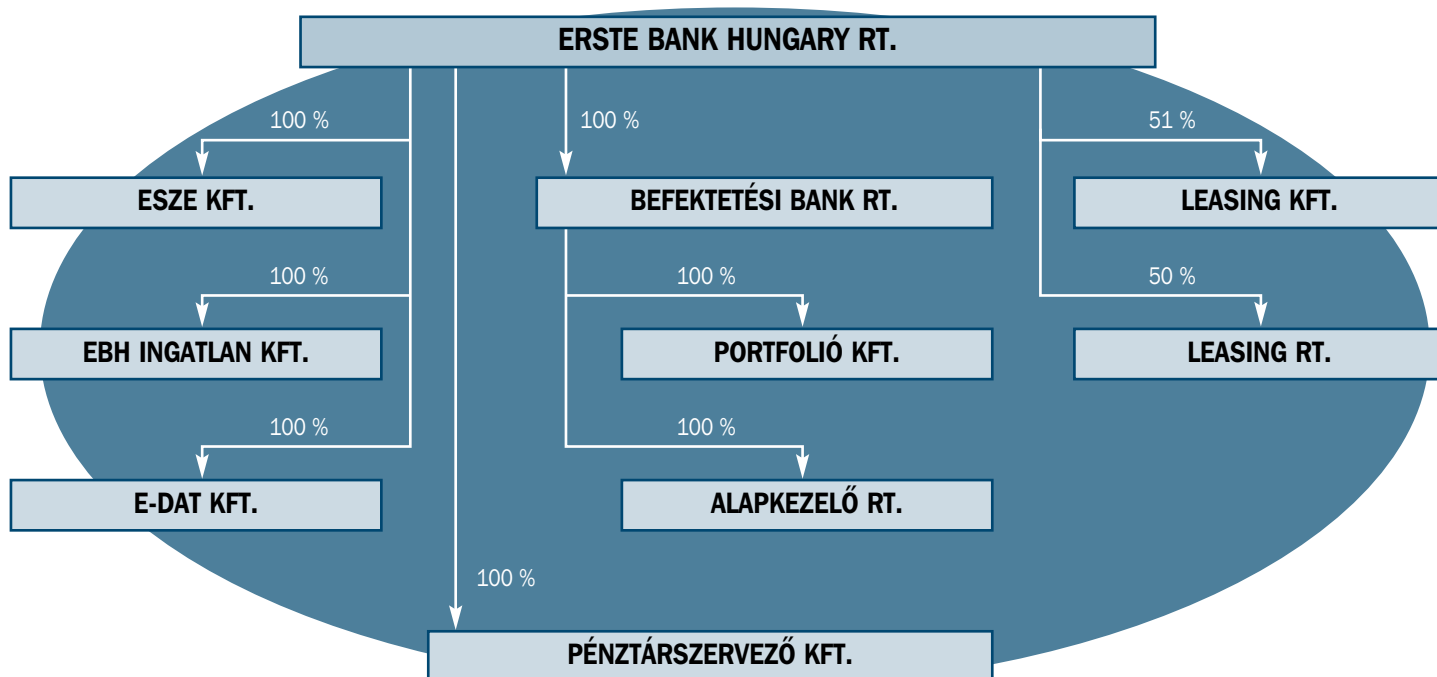 ERSTE BANK HUNGARY RT.
100 %
100 %
51 %
ESZE KFT.
BEFEKTETÉSI BANK RT.
LEASING KFT.
100 %
100 %
50 %
EBH INGATLAN KFT.
PORTFOLIÓ KFT.
LEASING RT.
100 %
100 %
E-DAT KFT.
ALAPKEZELŐ RT.
100 %
PÉNZTÁRSZERVEZŐ KFT.